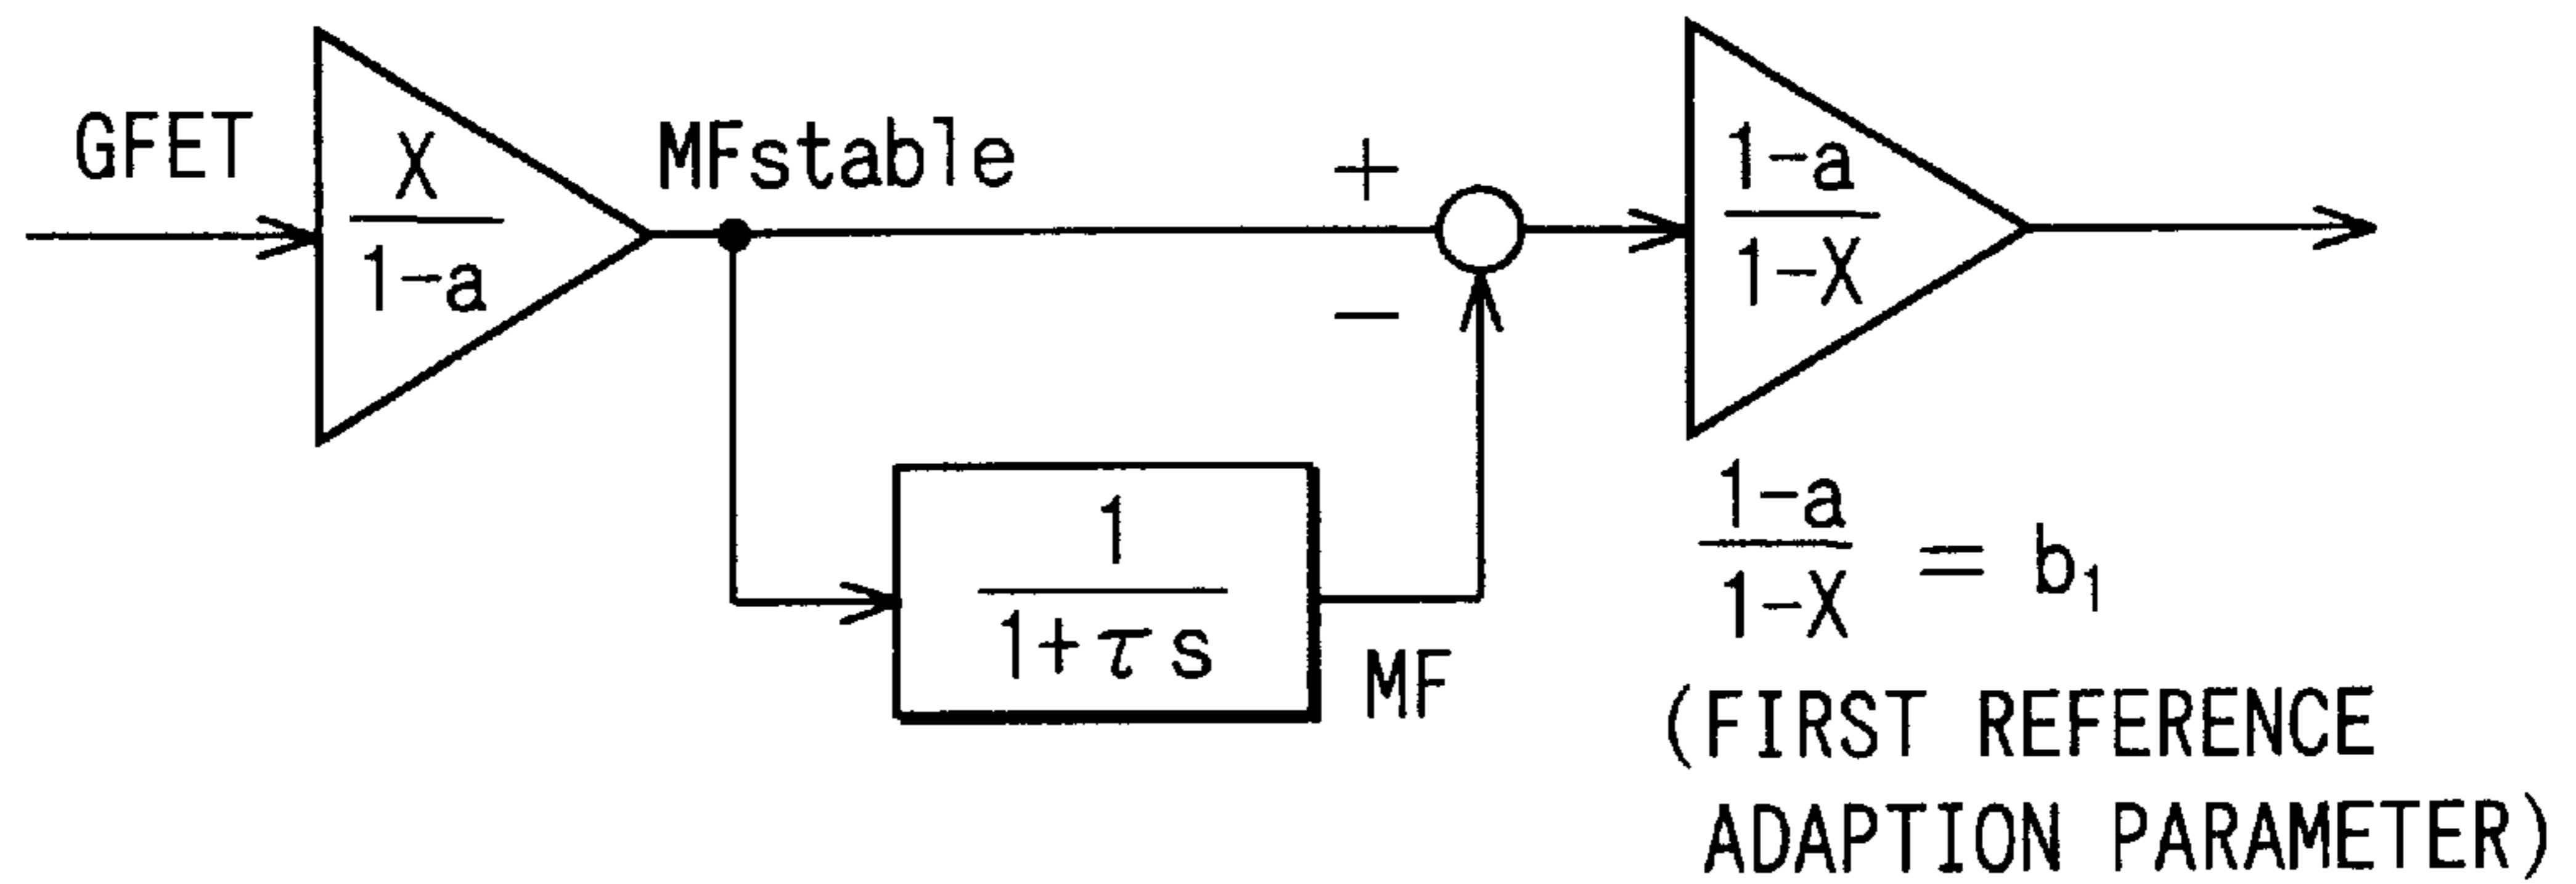 GFET
X
1-a
MFstable
+
−
1-a
1-X
1
1+τs
MF
1-a
1-X
= b₁
(FIRST REFERENCE
ADAPTION PARAMETER)